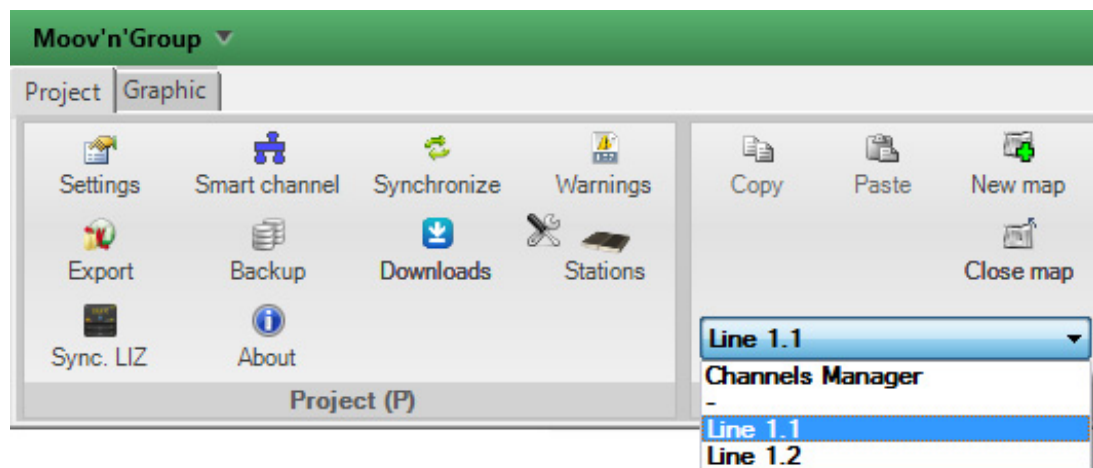 Moov'n'Group
Project Graphic
Settings Smart channel Synchronize Warnings
Export Backup Downloads Stations
Sync. LIZ About
Project (P)
Copy Paste New map
Close map
Line 1.1
Channels Manager
-
Line 1.1
Line 1.2